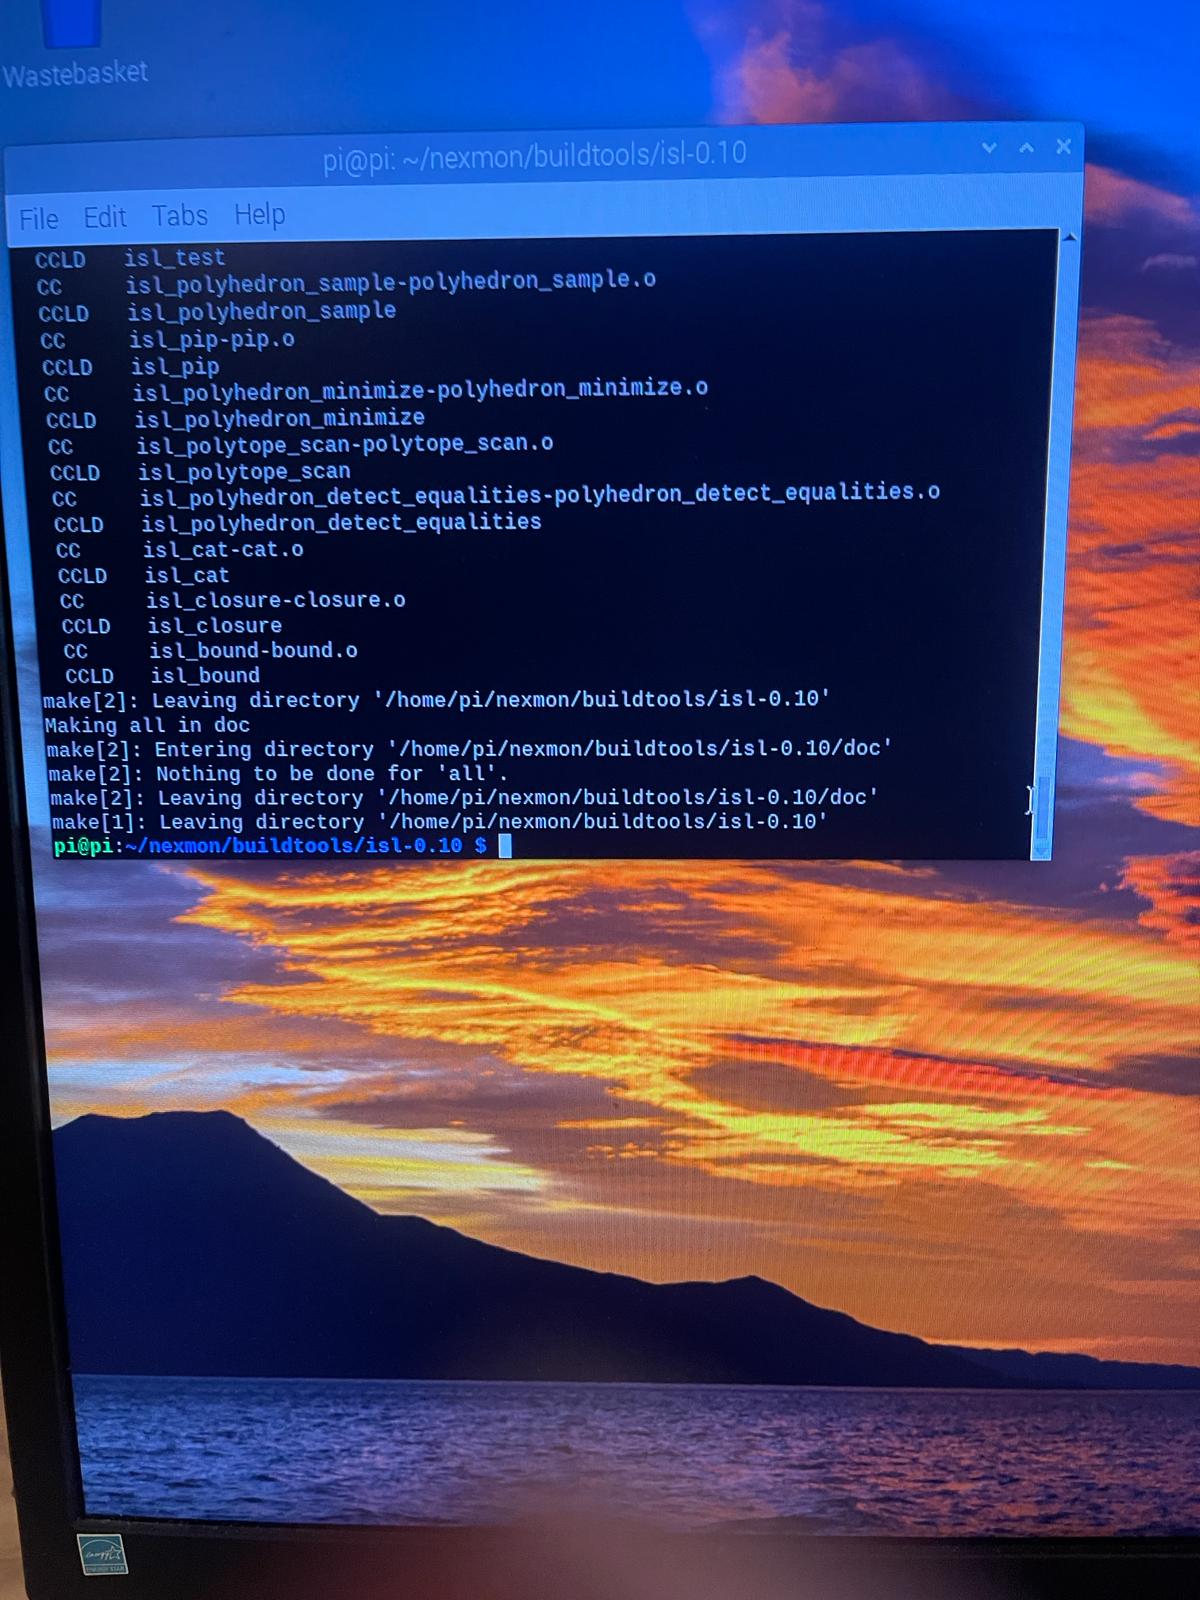 Wastebasket
pi@pi: ~/nexmon/buildtools/isl-0.10
File Edit Tabs Help
CCLD isl_test
CC isl_polyhedron_sample-polyhedron_sample.o
CCLD isl_polyhedron_sample
CC isl_pip-pip.o
CCLD isl_pip
CC isl_polyhedron_minimize-polyhedron_minimize.o
CCLD isl_polyhedron_minimize
CC isl_polytope_scan-polytope_scan.o
CCLD isl_polytope_scan
CC isl_polyhedron_detect_equalities-polyhedron_detect_equalities.o
CCLD isl_polyhedron_detect_equalities
CC isl_cat-cat.o
CCLD isl_cat
CC isl_closure-closure.o
CCLD isl_closure
CC isl_bound-bound.o
CCLD isl_bound
make[2]: Leaving directory '/home/pi/nexmon/buildtools/isl-0.10'
Making all in doc
make[2]: Entering directory '/home/pi/nexmon/buildtools/isl-0.10/doc'
make[2]: Nothing to be done for 'all'.
make[2]: Leaving directory '/home/pi/nexmon/buildtools/isl-0.10/doc'
make[1]: Leaving directory '/home/pi/nexmon/buildtools/isl-0.10'
pi@pi:~/nexmon/buildtools/isl-0.10 $
energy
ENERGY STAR